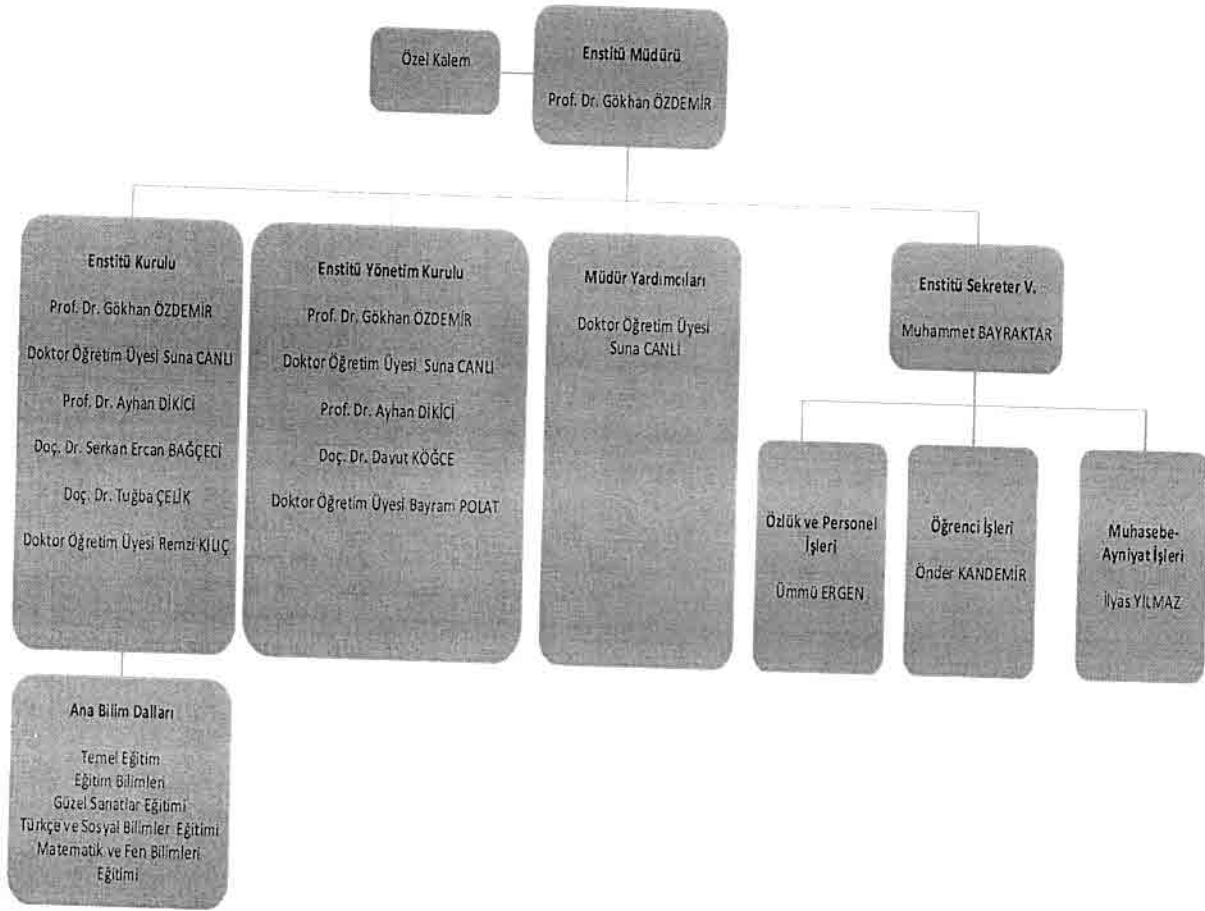 Özel Kalem
Enstitü Müdürü
Prof. Dr. Gökhan ÖZDEMİR
Enstitü Kurulu
Prof. Dr. Gökhan ÖZDEMİR
Doktor Öğretim Üyesi Suna CANLI
Prof. Dr. Ayhan DİKİCİ
Doç. Dr. Serkan Ercan BAĞÇECİ
Doç. Dr. Tuğba ÇELİK
Doktor Öğretim Üyesi Remzi KILIÇ
Enstitü Yönetim Kurulu
Prof. Dr. Gökhan ÖZDEMİR
Doktor Öğretim Üyesi Suna CANLI
Prof. Dr. Ayhan DİKİCİ
Doç. Dr. Davut KÖĞCE
Doktor Öğretim Üyesi Bayram POLAT
Müdür Yardımcıları
Doktor Öğretim Üyesi
Suna CANLI
Enstitü Sekreter V.
Muhammet BAYRAKTAR
Özlük ve Personel
İşleri
Ümmü ERGEN
Öğrenci İşleri
Önder KANDEMİR
Muhasebe-
Ayniyat İşleri
İlyas YILMAZ
Ana Bilim Dalları
Temel Eğitim
Eğitim Bilimleri
Güzel Sanatlar Eğitimi
Türkçe ve Sosyal Bilimler Eğitimi
Matematik ve Fen Bilimleri
Eğitimi